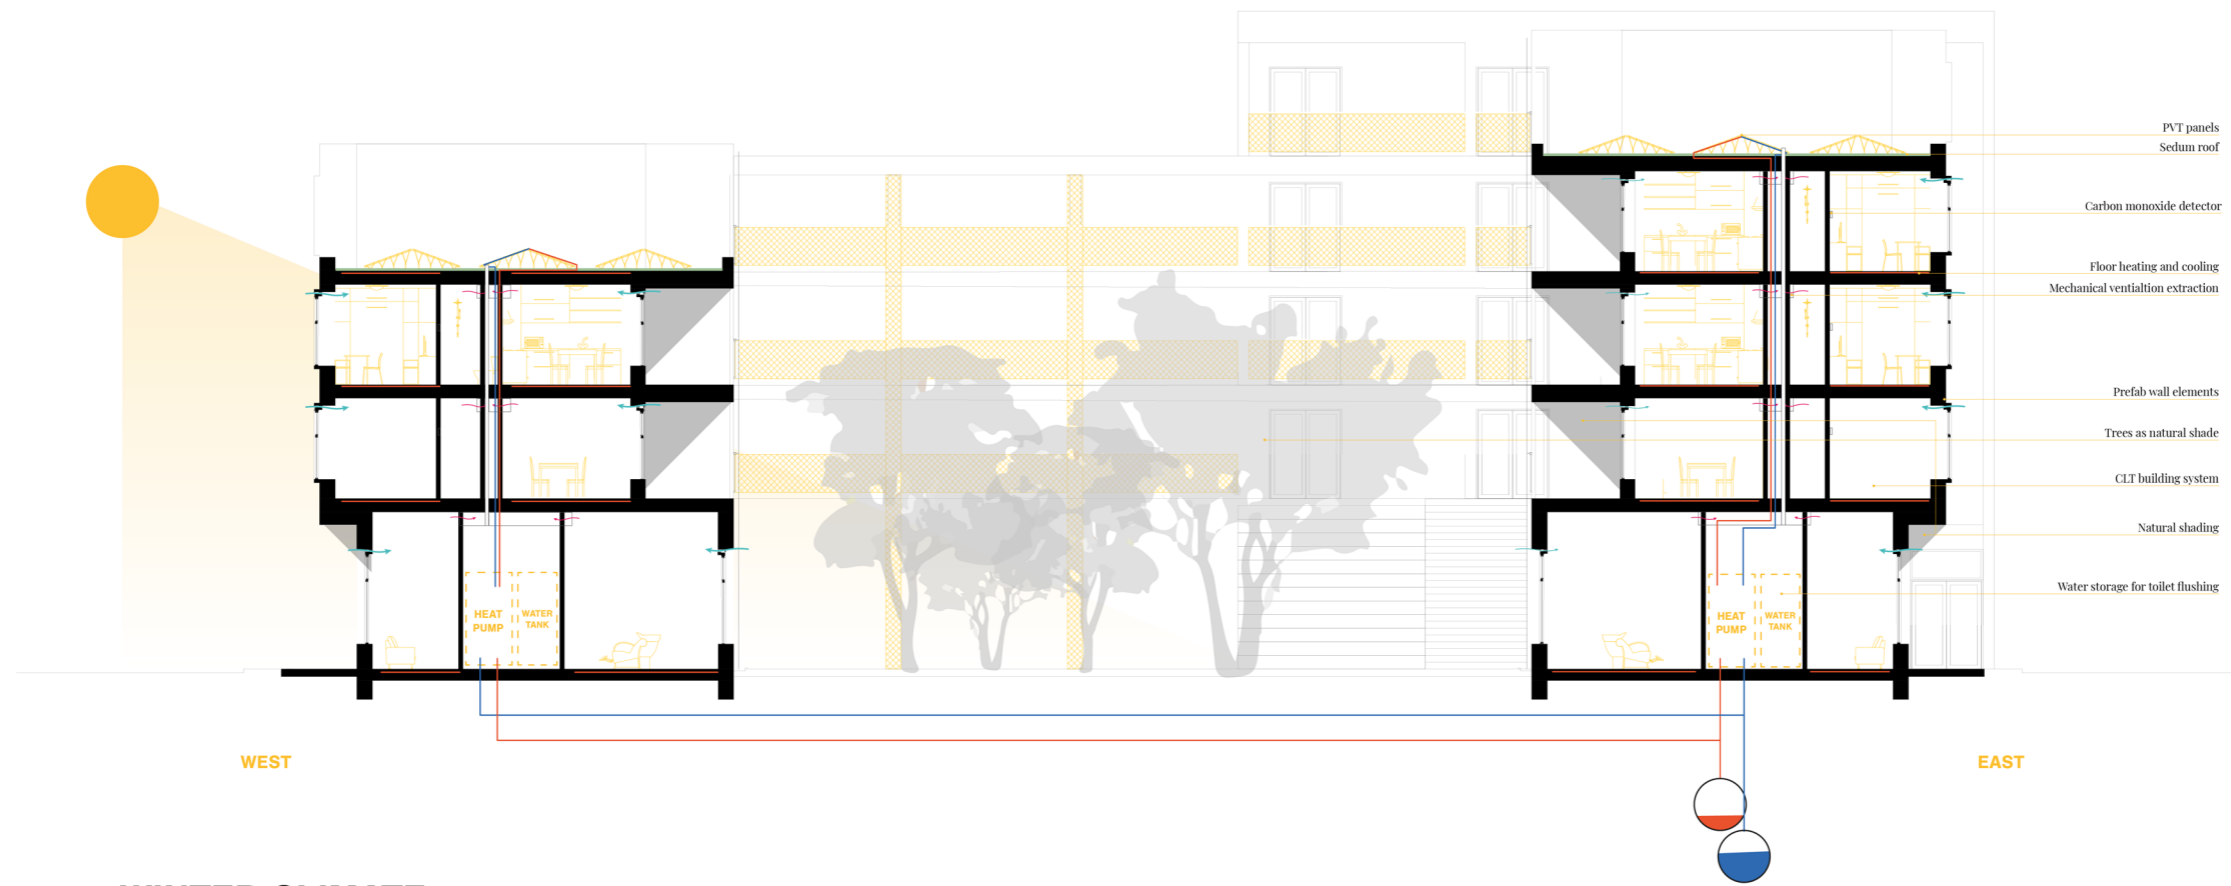 PVT panels
Sedum roof
Carbon monoxide detector
Floor heating and cooling
Mechanical ventialtion extraction
Prefab wall elements
Trees as natural shade
CLT building system
Natural shading
Water storage for toilet flushing
HEAT
PUMP
WATER
TANK
HEAT
PUMP
WATER
TANK
WEST
EAST